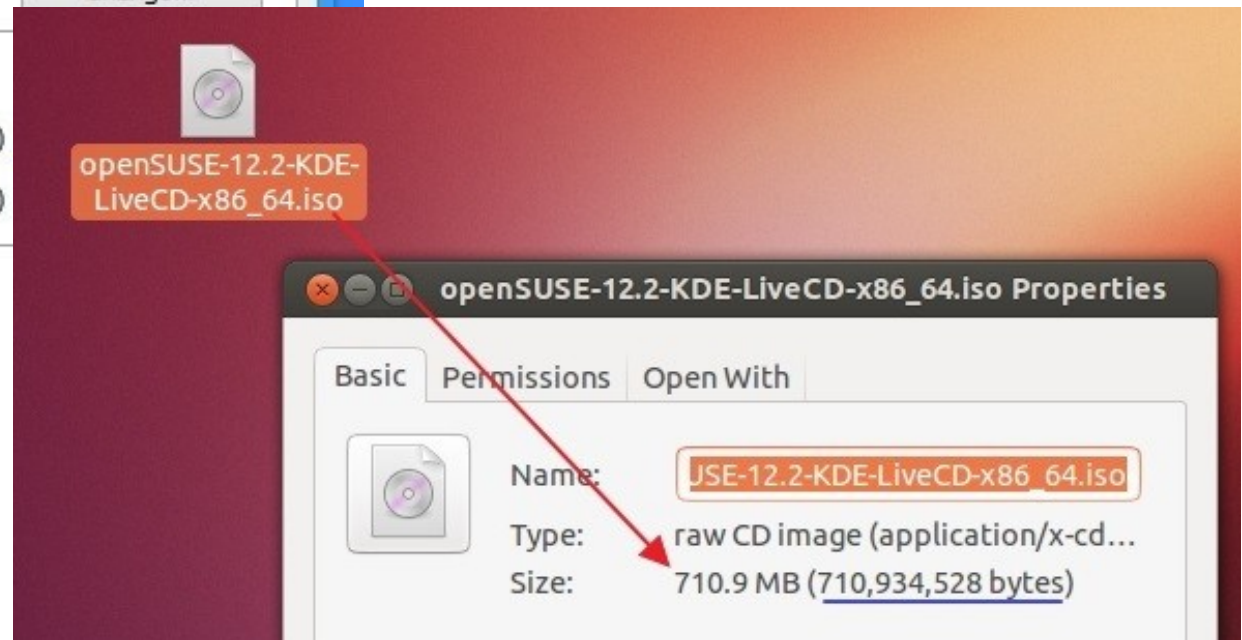 openSUSE-12.2-KDE-
LiveCD-x86_64.iso
openSUSE-12.2-KDE-LiveCD-x86_64.iso Properties
Basic Permissions Open With
Name: USE-12.2-KDE-LiveCD-x86_64.iso
Type: raw CD image (application/x-cd...
Size: 710.9 MB (710,934,528 bytes)